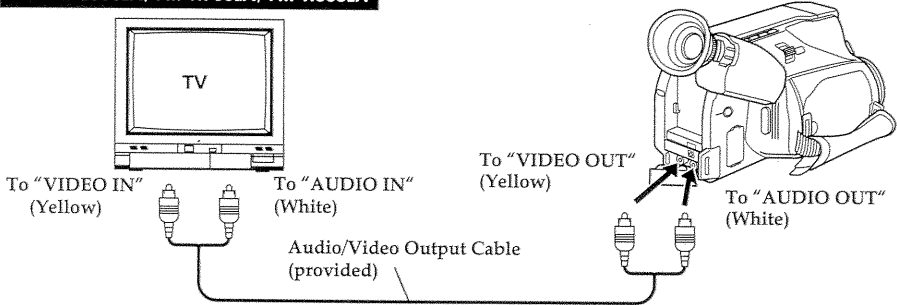 TV
To "VIDEO IN"
(Yellow)
To "AUDIO IN"
(White)
To "VIDEO OUT"
(Yellow)
To "AUDIO OUT"
(White)
Audio/Video Output Cable
(provided)